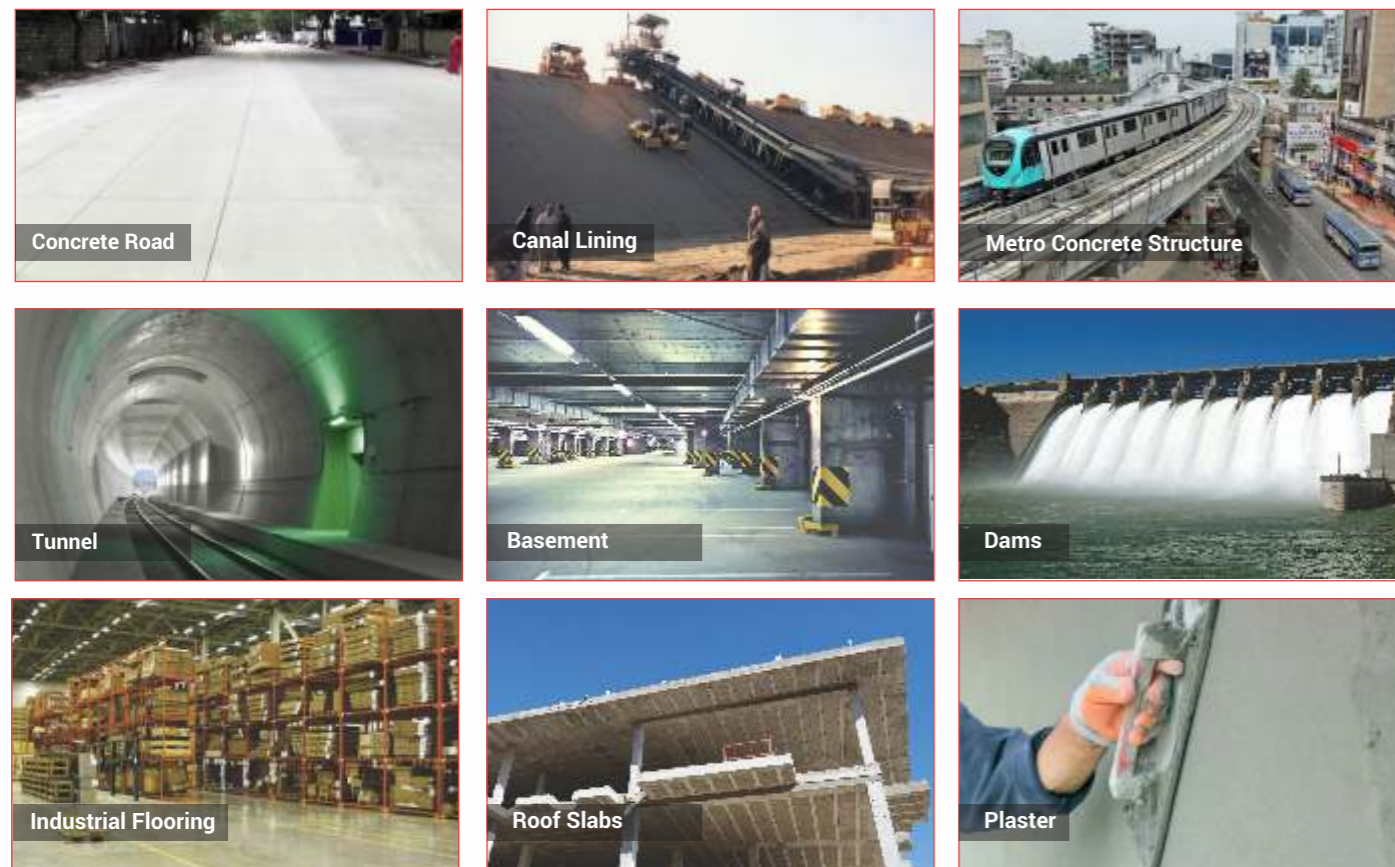 Concrete Road
Canal Lining
Metro Concrete Structure
Tunnel
Basement
Dams
Industrial Flooring
Roof Slabs
Plaster